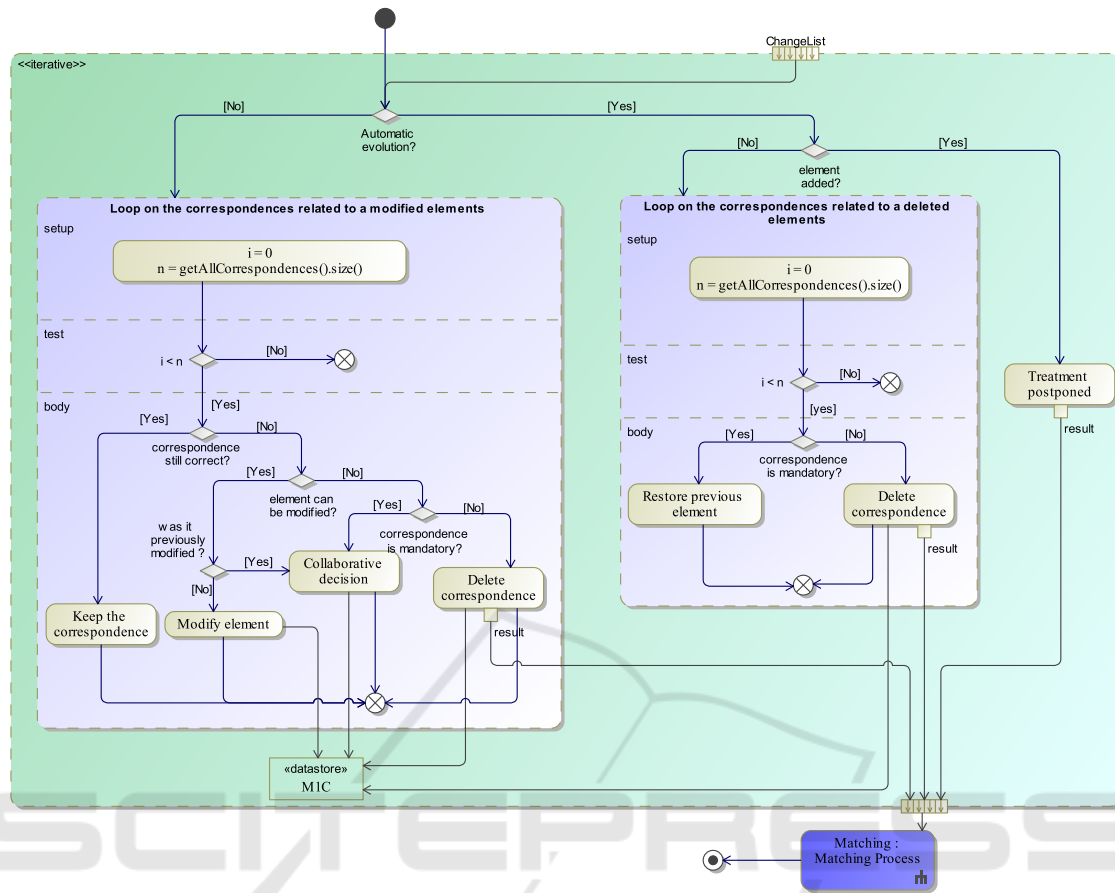 ChangeList
<<iterative>>
[No]
[Yes]
Automatic
evolution?
[No]
[Yes]
element
added?
Loop on the correspondences related to a modified elements
setup
i = 0
n = getAllCorrespondences().size()
test
i < n
[No]
[Yes]
body
[Yes]
[No]
correspondence
still correct?
[Yes]
[No]
element can
be modified?
[Yes]
[No]
correspondence
is mandatory?
was it
previously
modified ?
[Yes]
[No]
Collaborative
decision
Delete
correspondence
result
Keep the
correspondence
Modify element
Loop on the correspondences related to a deleted
elements
setup
i = 0
n = getAllCorrespondences().size()
test
i < n
[No]
[yes]
body
[Yes]
[No]
correspondence
is mandatory?
Restore previous
element
Delete
correspondence
result
Treatment
postponed
result
«datastore»
M1C
Matching :
Matching Process
SCITEPRESS